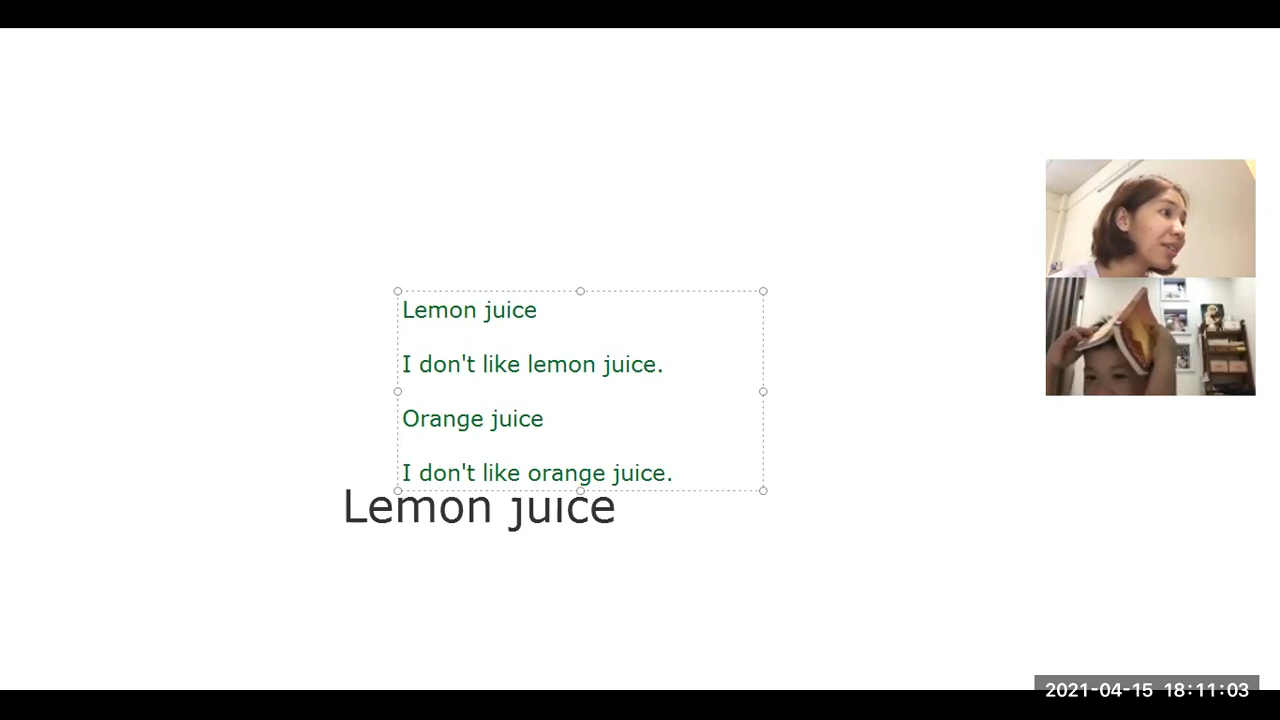 Lemon juice
I don't like lemon juice.
Orange juice
I don't like orange juice.
Lemon juice
2021-04-15 18:11:03